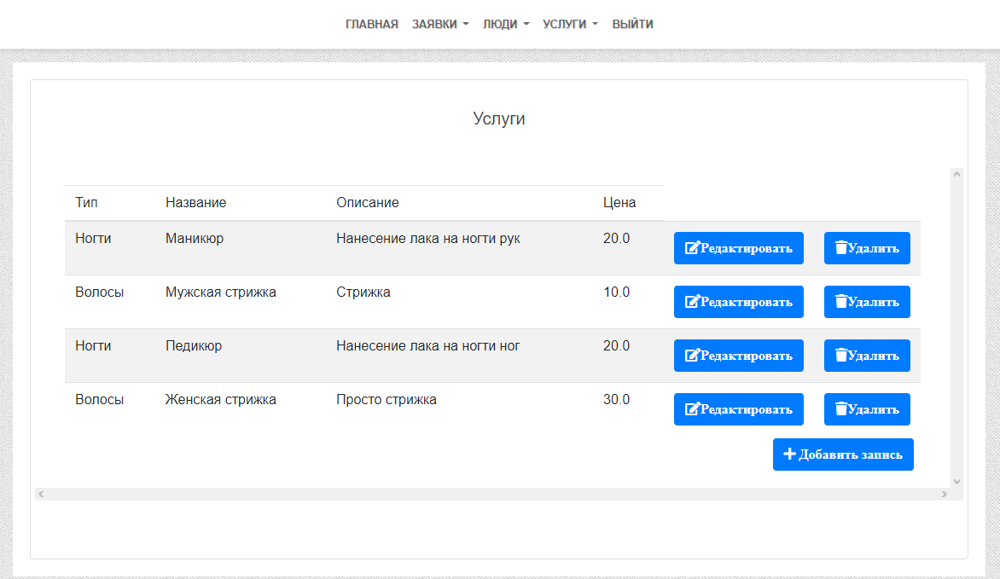 ГЛАВНАЯ ЗАЯВКИ ЛЮДИ УСЛУГИ ВЫЙТИ
Услуги
Тип Название Описание Цена
Ногти Маникюр Нанесение лака на ногти рук 20.0 Редактировать Удалить
Волосы Мужская стрижка Стрижка 10.0 Редактировать Удалить
Ногти Педикюр Нанесение лака на ногти ног 20.0 Редактировать Удалить
Волосы Женская стрижка Просто стрижка 30.0 Редактировать Удалить
Добавить запись